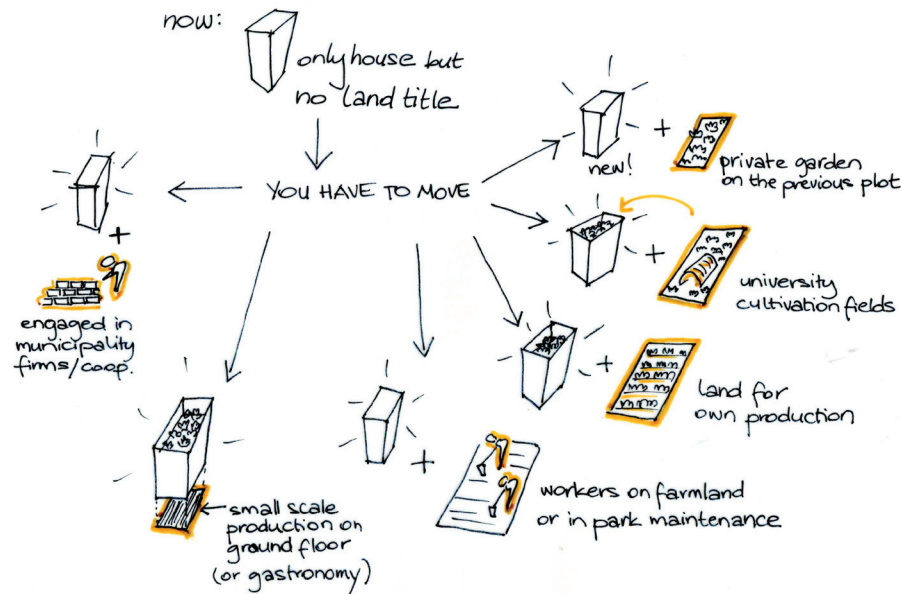 now:
only house but
no land title
YOU HAVE TO MOVE
new!
private garden
on the previous plot
university
cultivation fields
land for
own production
workers on farmland
or in park maintenance
small scale
production on
ground floor
(or gastronomy)
engaged in
municipality
firms/coop.